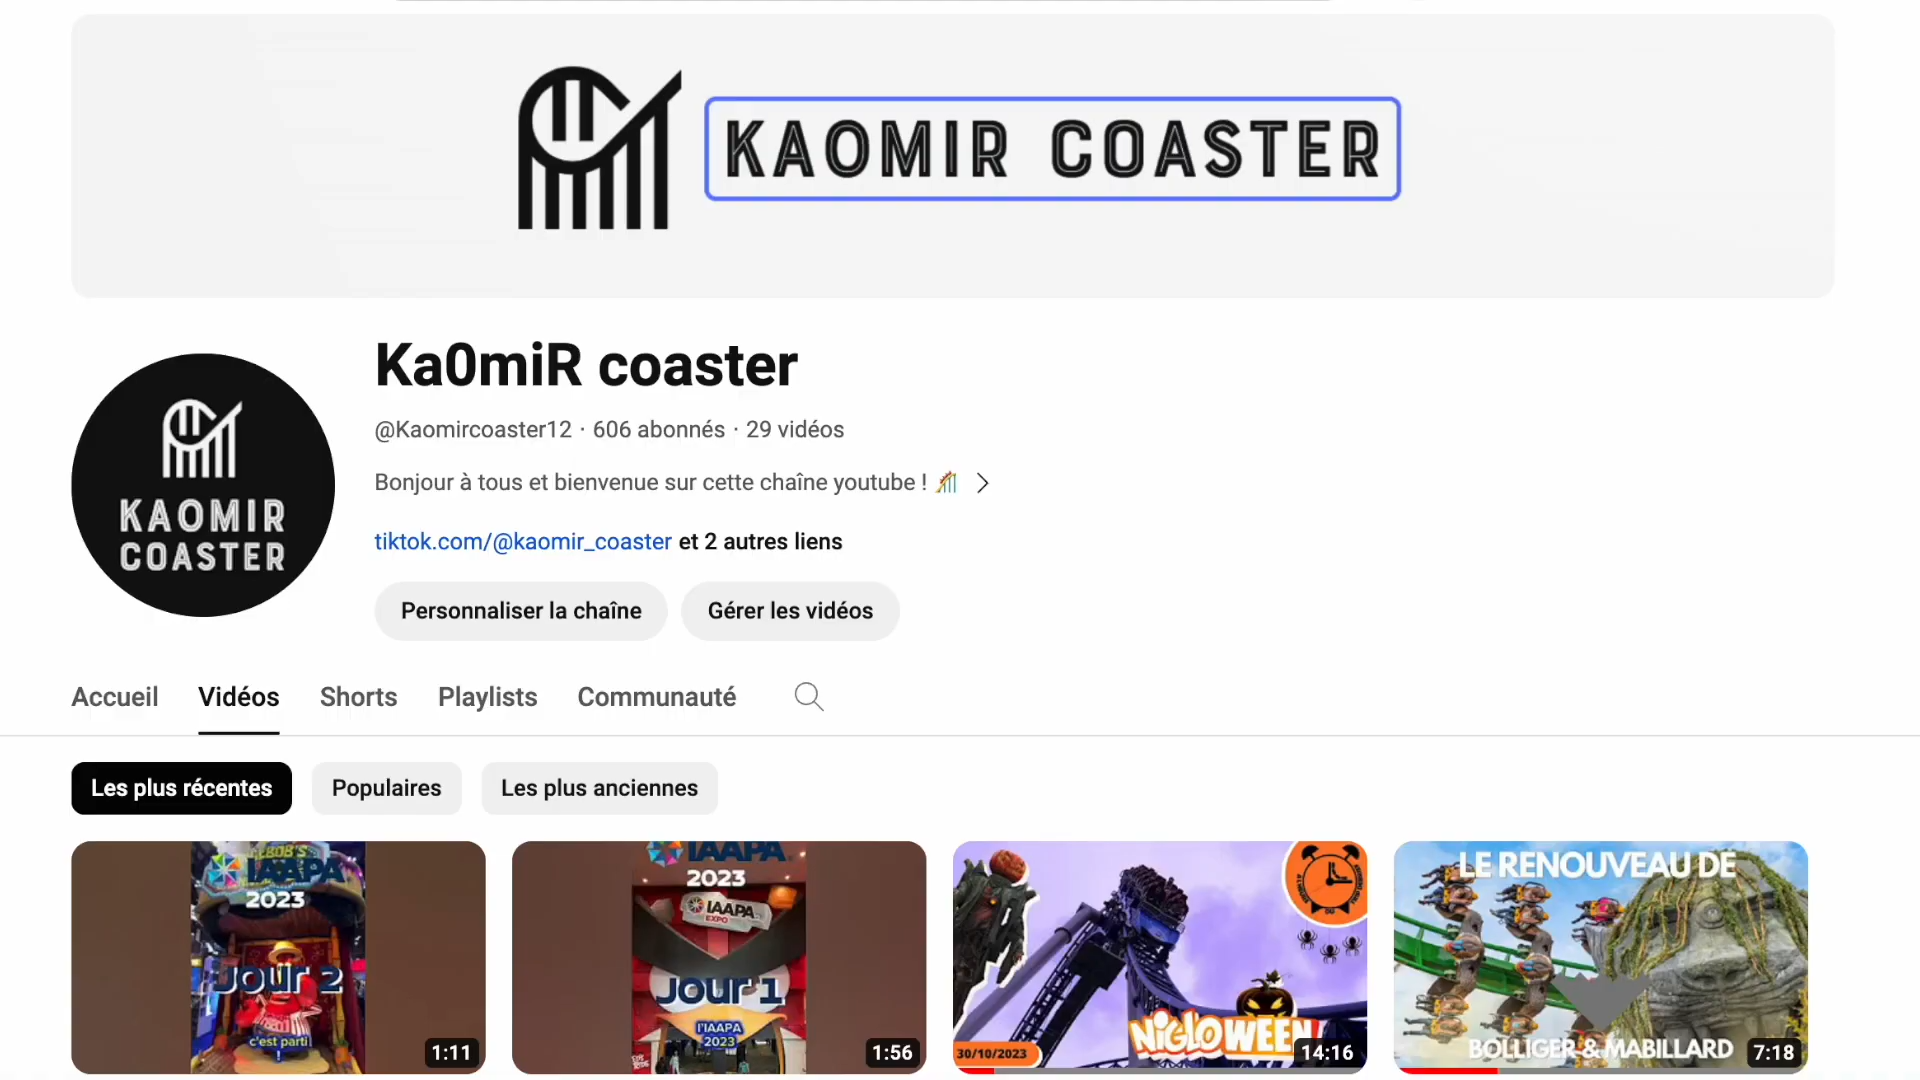 KAOMIR COASTER
KAOMIR
COASTER
Ka0miR coaster
@Kaomircoaster12 · 606 abonnés · 29 vidéos
Bonjour à tous et bienvenue sur cette chaîne youtube !
tiktok.com/@kaomir_coaster et 2 autres liens
Personnaliser la chaîne
Gérer les vidéos
Accueil
Vidéos
Shorts
Playlists
Communauté
Les plus récentes
Populaires
Les plus anciennes
IAAPA
2023
Jour 2
c'est parti
!
1:11
IAAPA
2023
IAAPA
EXPO
Jour 1
l'IAAPA
2023
1:56
NIGLOWEEN!
30/10/2023
14:16
LE RENOUVEAU DE
BOLLIGER & MABILLARD
7:18